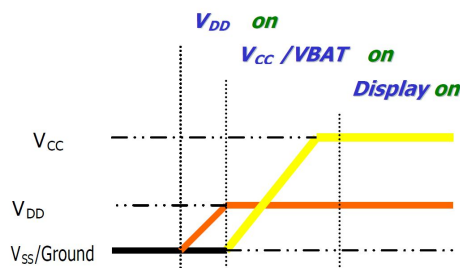 VDD on
VCC /VBAT on
Display on
VCC
VDD
VSS/Ground